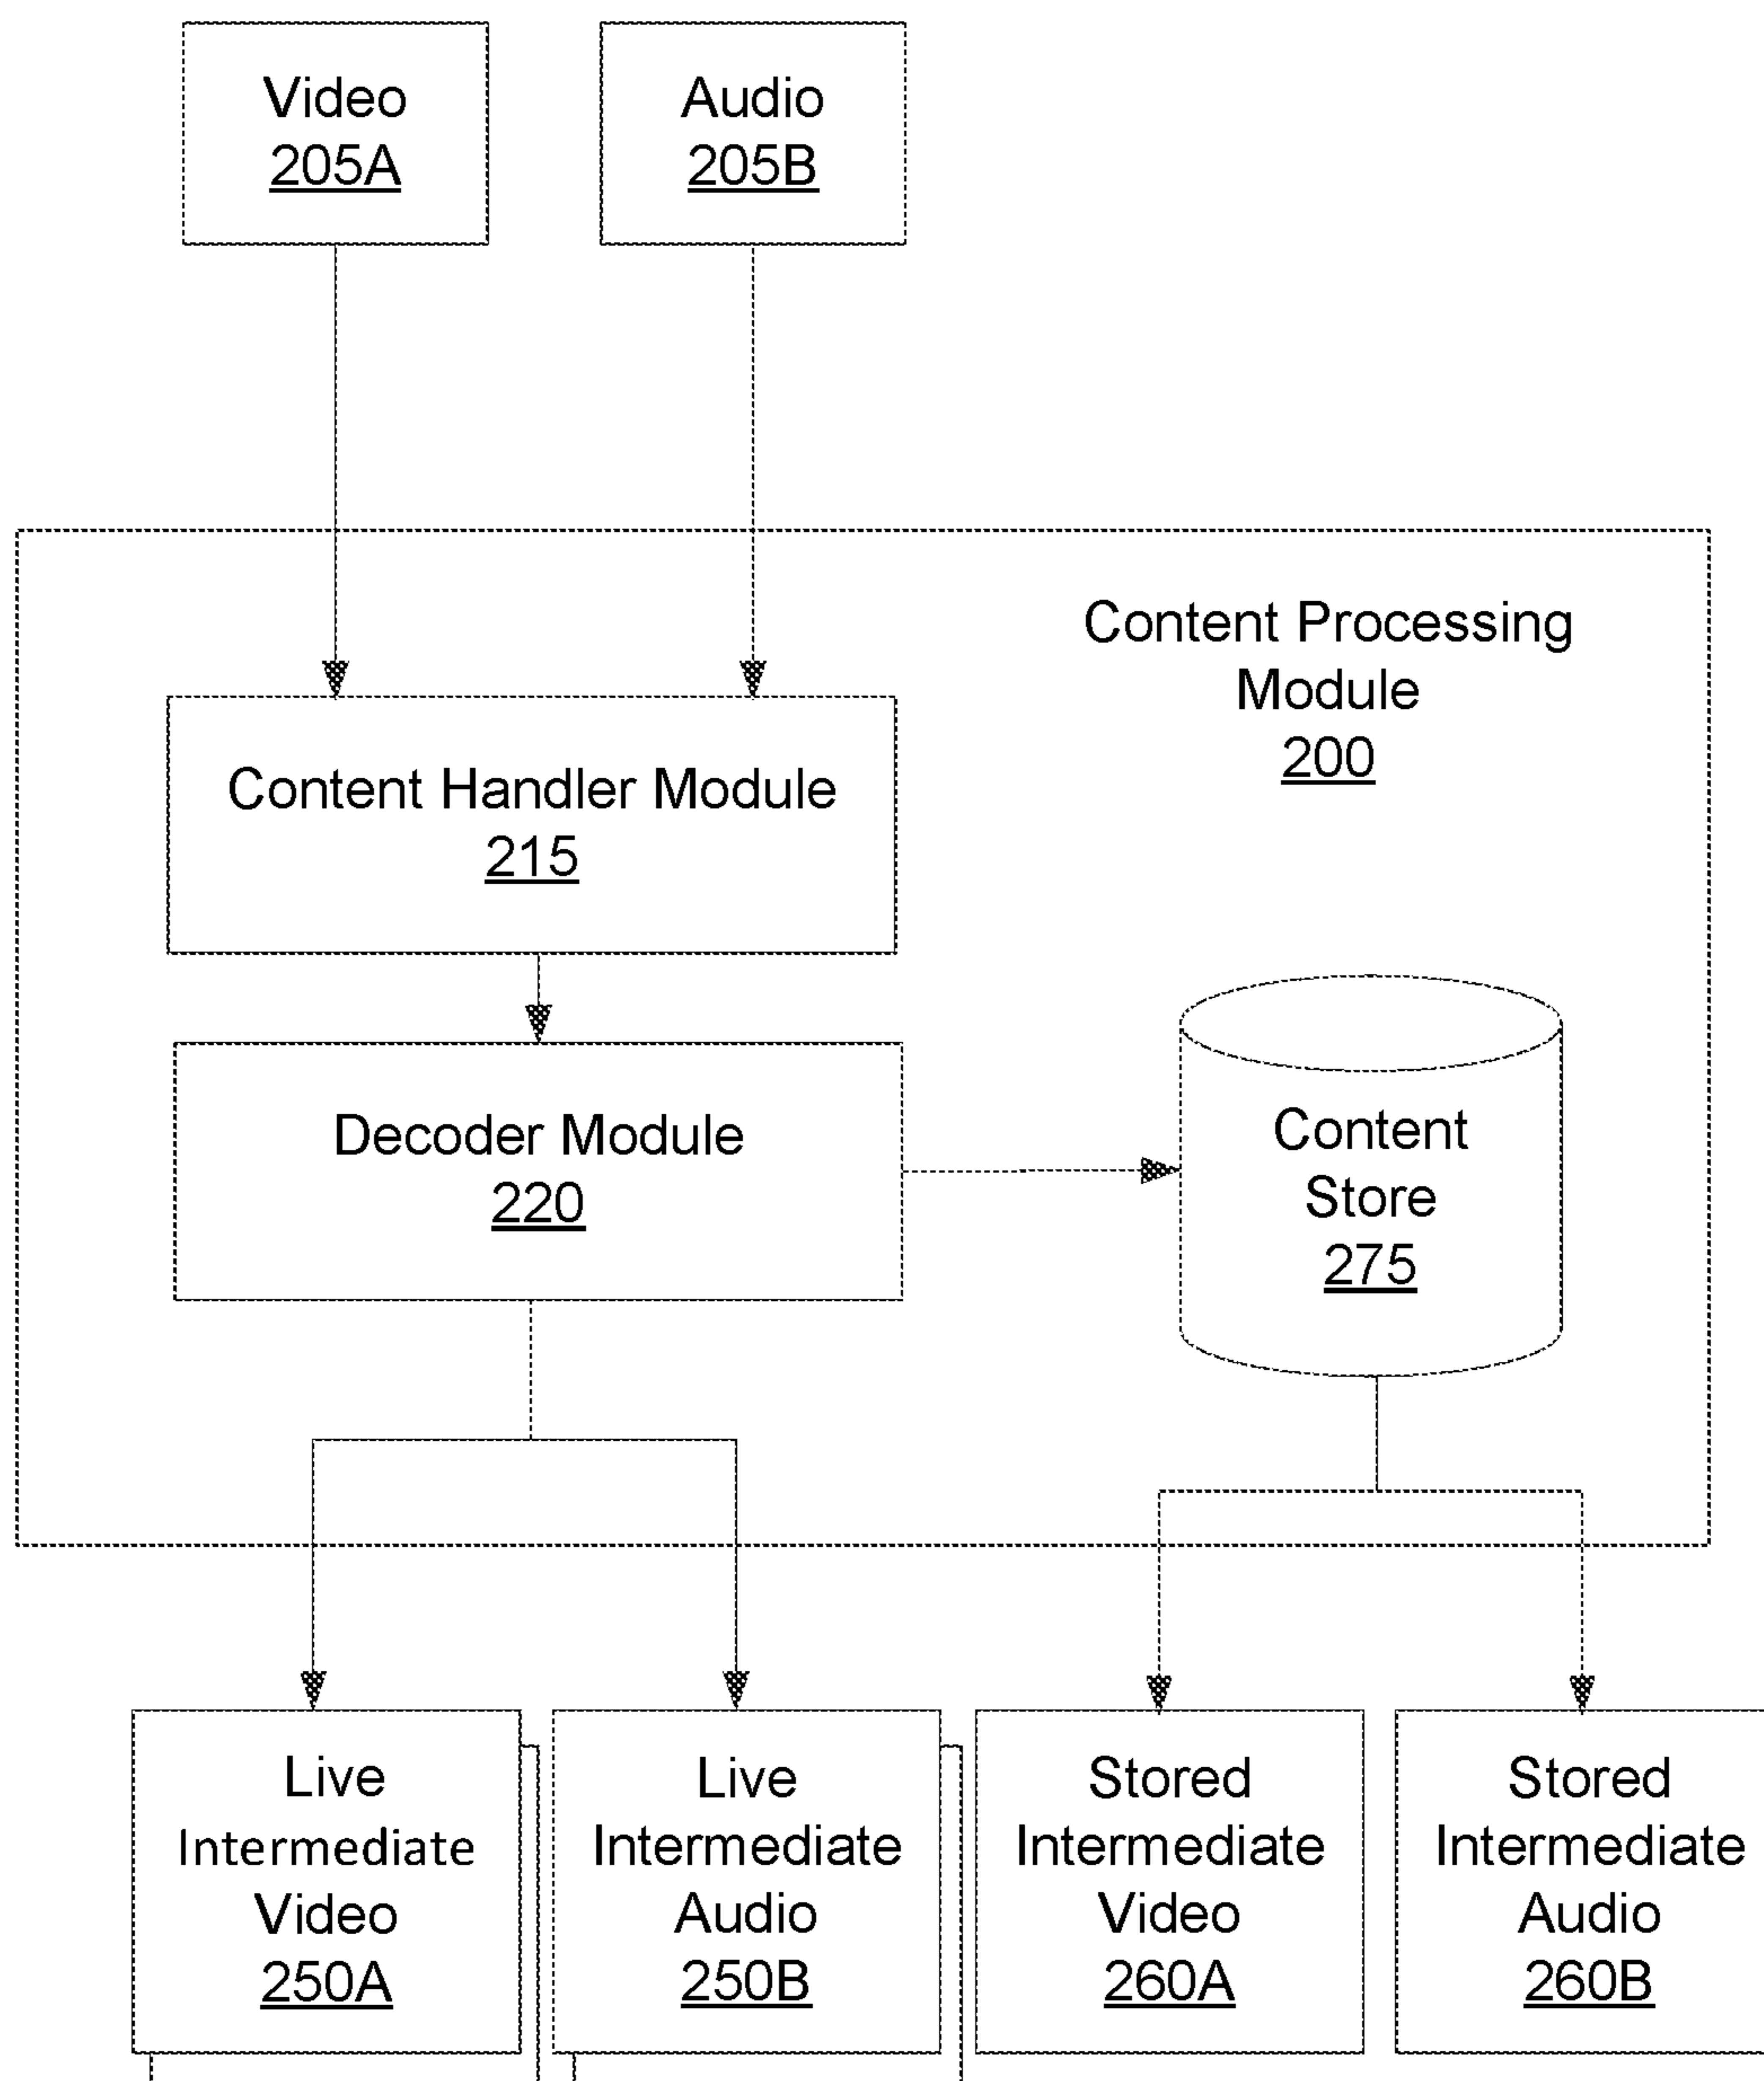 Video
205A
Audio
205B
Content Processing
Module
200
Content Handler Module
215
Decoder Module
220
Content
Store
275
Live
Intermediate
Video
250A
Live
Intermediate
Audio
250B
Stored
Intermediate
Video
260A
Stored
Intermediate
Audio
260B